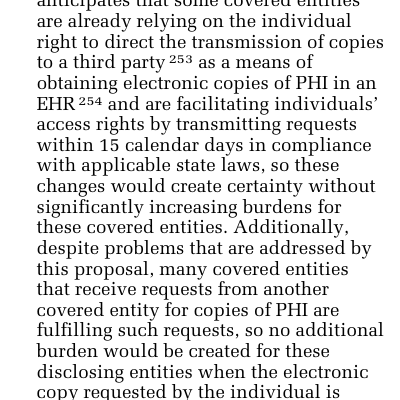 anticipates that some covered entities
are already relying on the individual
right to direct the transmission of copies
to a third party 253 as a means of
obtaining electronic copies of PHI in an
EHR 254 and are facilitating individuals’
access rights by transmitting requests
within 15 calendar days in compliance
with applicable state laws, so these
changes would create certainty without
significantly increasing burdens for
these covered entities. Additionally,
despite problems that are addressed by
this proposal, many covered entities
that receive requests from another
covered entity for copies of PHI are
fulfilling such requests, so no additional
burden would be created for these
disclosing entities when the electronic
copy requested by the individual is